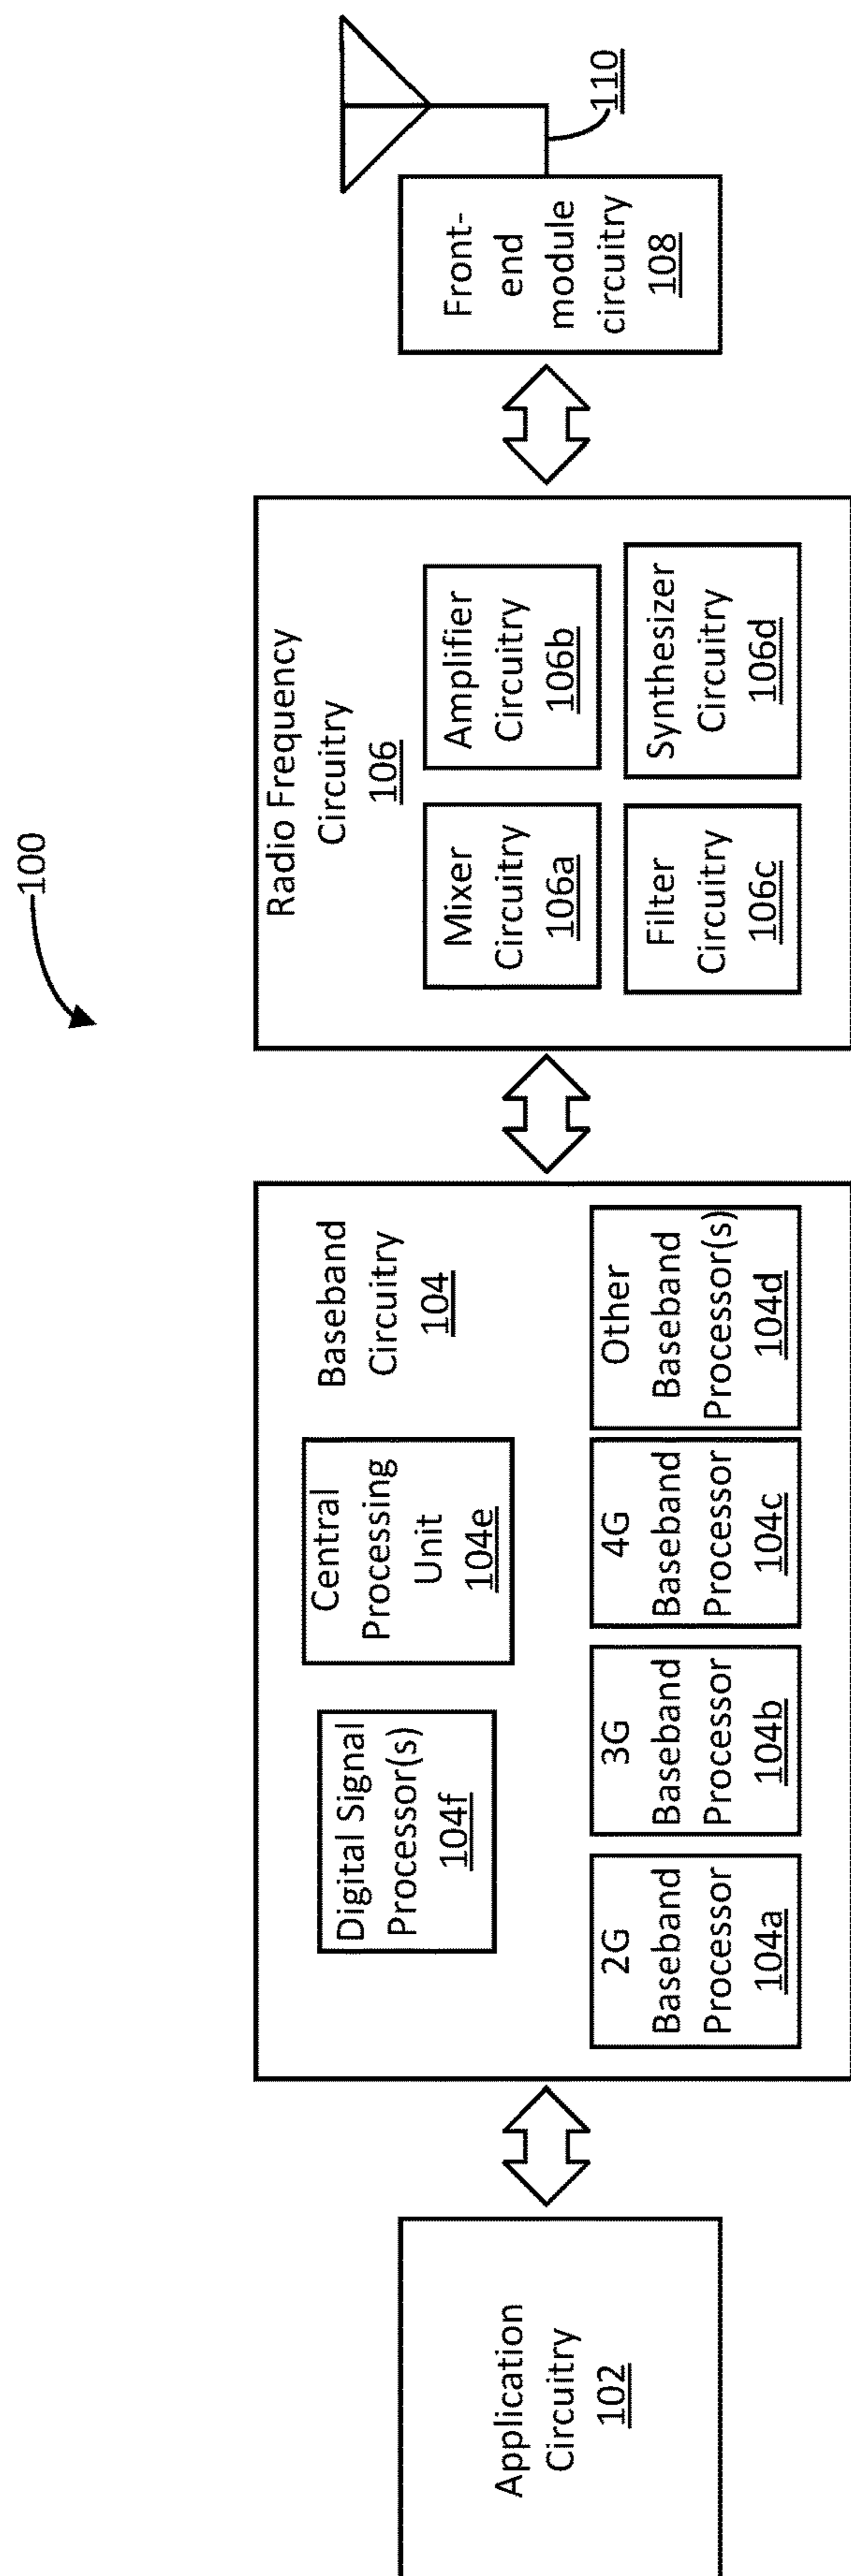 100
Application
Circuitry
102
Baseband
Circuitry
104
Digital Signal
Processor(s)
104f
Central
Processing
Unit
104e
2G
Baseband
Processor
104a
3G
Baseband
Processor
104b
4G
Baseband
Processor
104c
Other
Baseband
Processor(s)
104d
Radio Frequency
Circuitry
106
Mixer
Circuitry
106a
Amplifier
Circuitry
106b
Filter
Circuitry
106c
Synthesizer
Circuitry
106d
Front-
end
module
circuitry
108
110